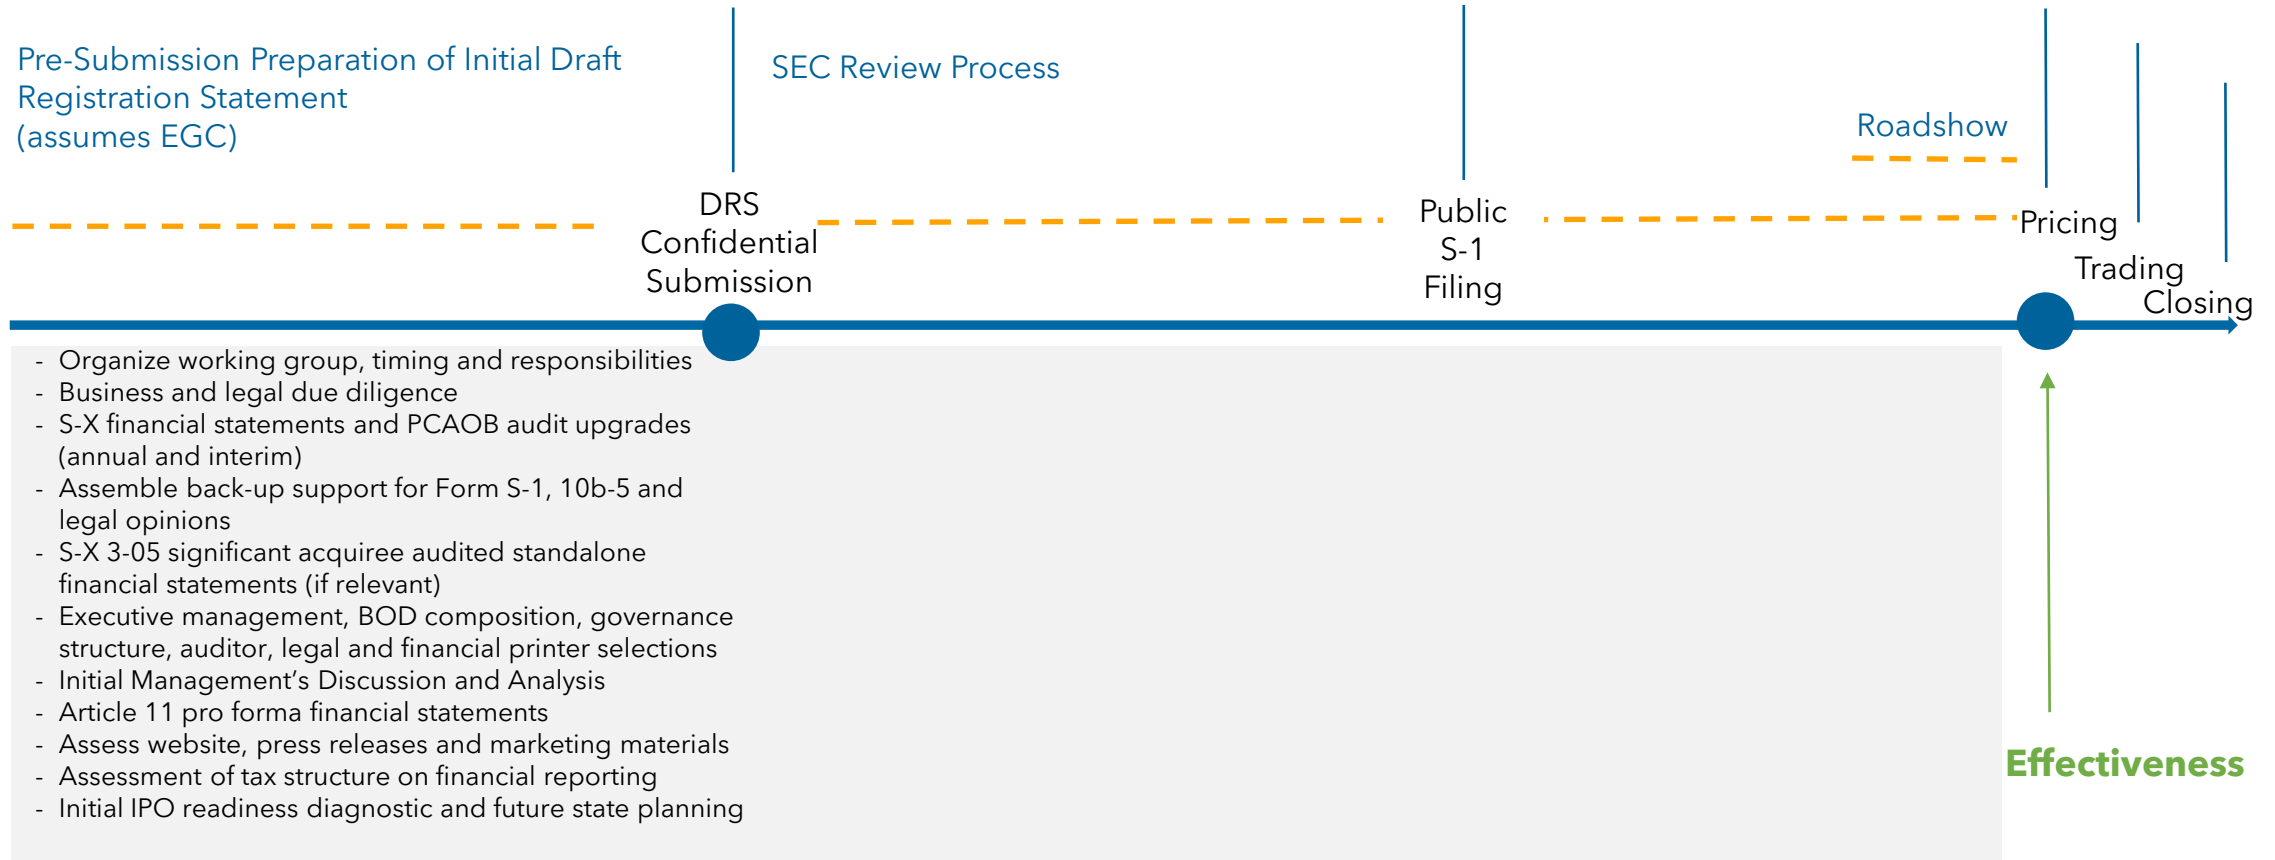 Pre-Submission Preparation of Initial Draft
Registration Statement
(assumes EGC)
SEC Review Process
Roadshow
DRS
Confidential
Submission
Public
S-1
Filing
Pricing
Trading
Closing
- Organize working group, timing and responsibilities
- Business and legal due diligence
- S-X financial statements and PCAOB audit upgrades
(annual and interim)
- Assemble back-up support for Form S-1, 10b-5 and
legal opinions
- S-X 3-05 significant acquiree audited standalone
financial statements (if relevant)
- Executive management, BOD composition, governance
structure, auditor, legal and financial printer selections
- Initial Management’s Discussion and Analysis
- Article 11 pro forma financial statements
- Assess website, press releases and marketing materials
- Assessment of tax structure on financial reporting
- Initial IPO readiness diagnostic and future state planning
Effectiveness